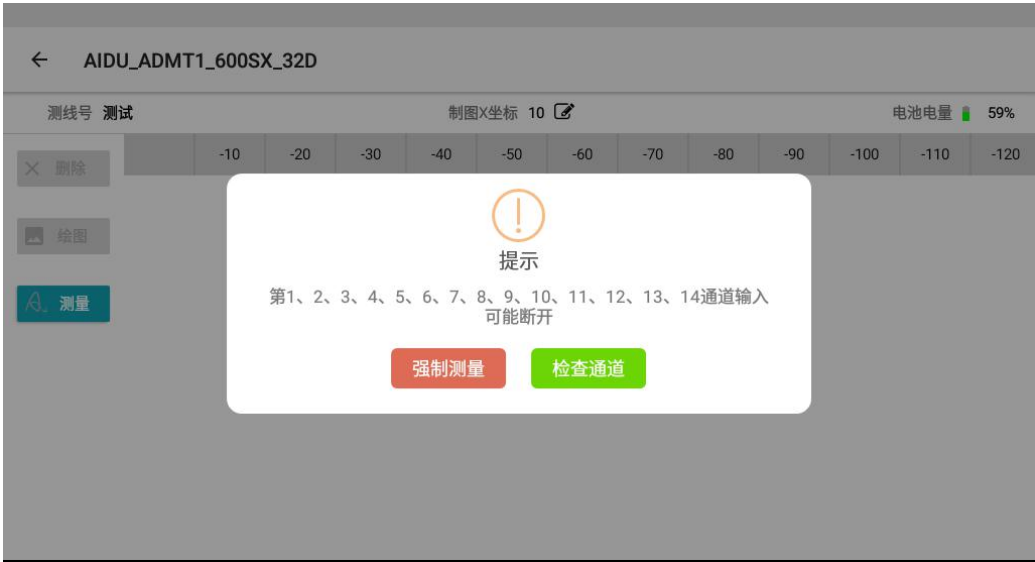 ← AIDU_ADMT1_600SX_32D
测线号 测试 制图X坐标 10 电池电量 59%
-10 -20 -30 -40 -50 -60 -70 -80 -90 -100 -110 -120
删除
绘图
测量
提示
第1、2、3、4、5、6、7、8、9、10、11、12、13、14通道输入
可能断开
强制测量 检查通道